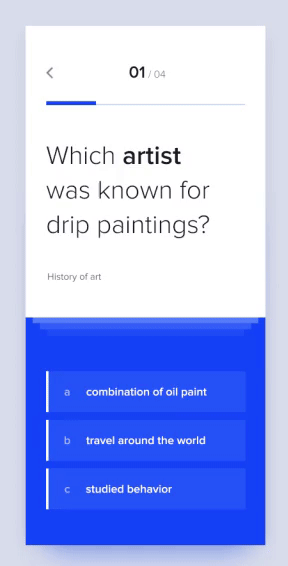 01 / 04
Which artist
was known for
drip paintings?
History of art
a combination of oil paint
b travel around the world
c studied behavior